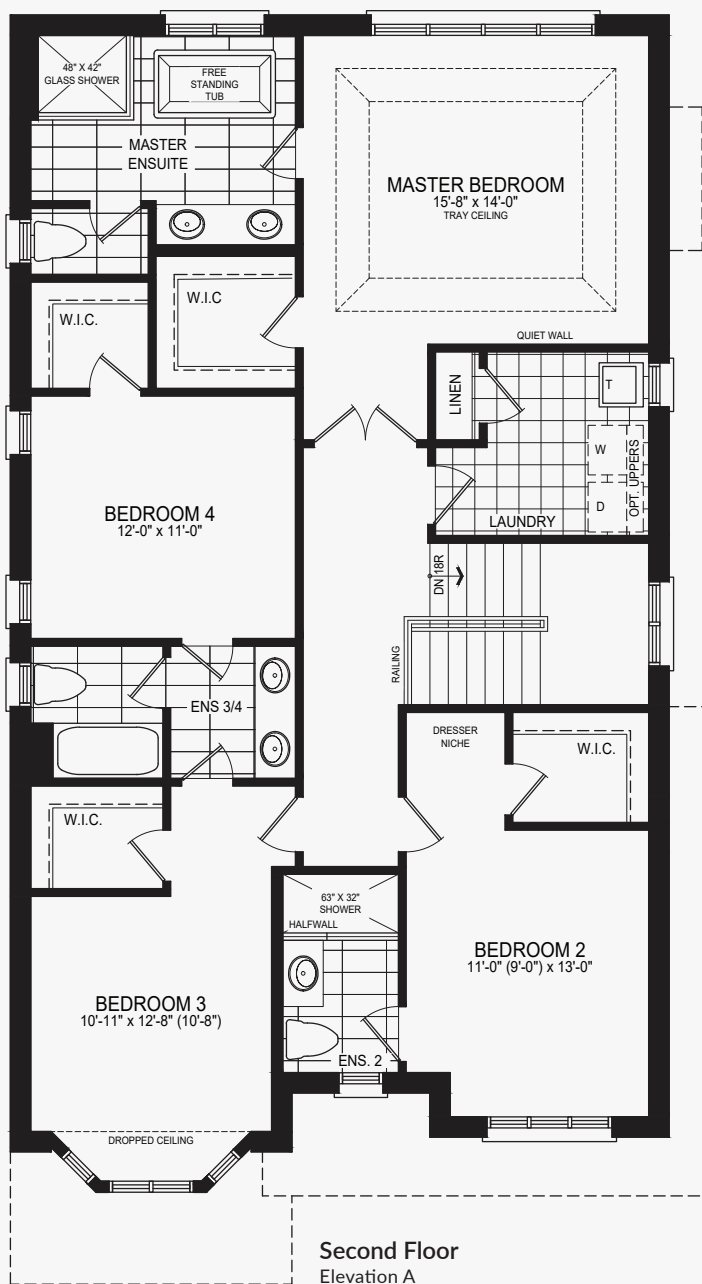 48" X 42"
GLASS SHOWER
FREE
STANDING
TUB
MASTER
ENSUITE
MASTER BEDROOM
15'-8" x 14'-0"
TRAY CEILING
W.I.C.
W.I.C
QUIET WALL
LINEN
T
W
D
OPT. UPPERS
LAUNDRY
BEDROOM 4
12'-0" x 11'-0"
DN 18R
RAILING
ENS 3/4
DRESSER
NICHE
W.I.C.
W.I.C.
63" X 32"
SHOWER
HALFWALL
BEDROOM 2
11'-0" (9'-0") x 13'-0"
BEDROOM 3
10'-11" x 12'-8" (10'-8")
ENS. 2
DROPPED CEILING
Second Floor
Elevation A